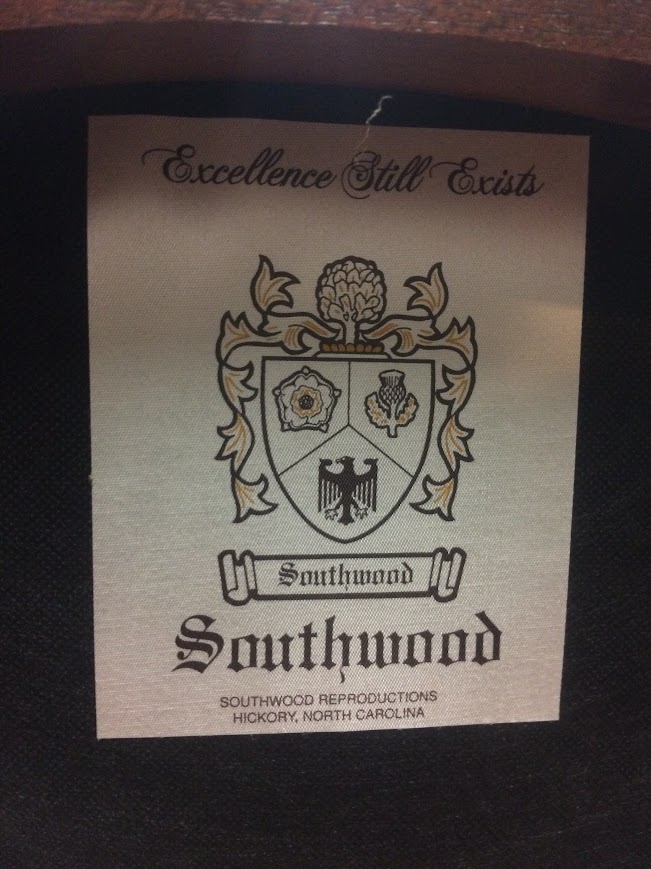 Excellence Still Exists
Southwood
Southwood
SOUTHWOOD REPRODUCTIONS
HICKORY, NORTH CAROLINA